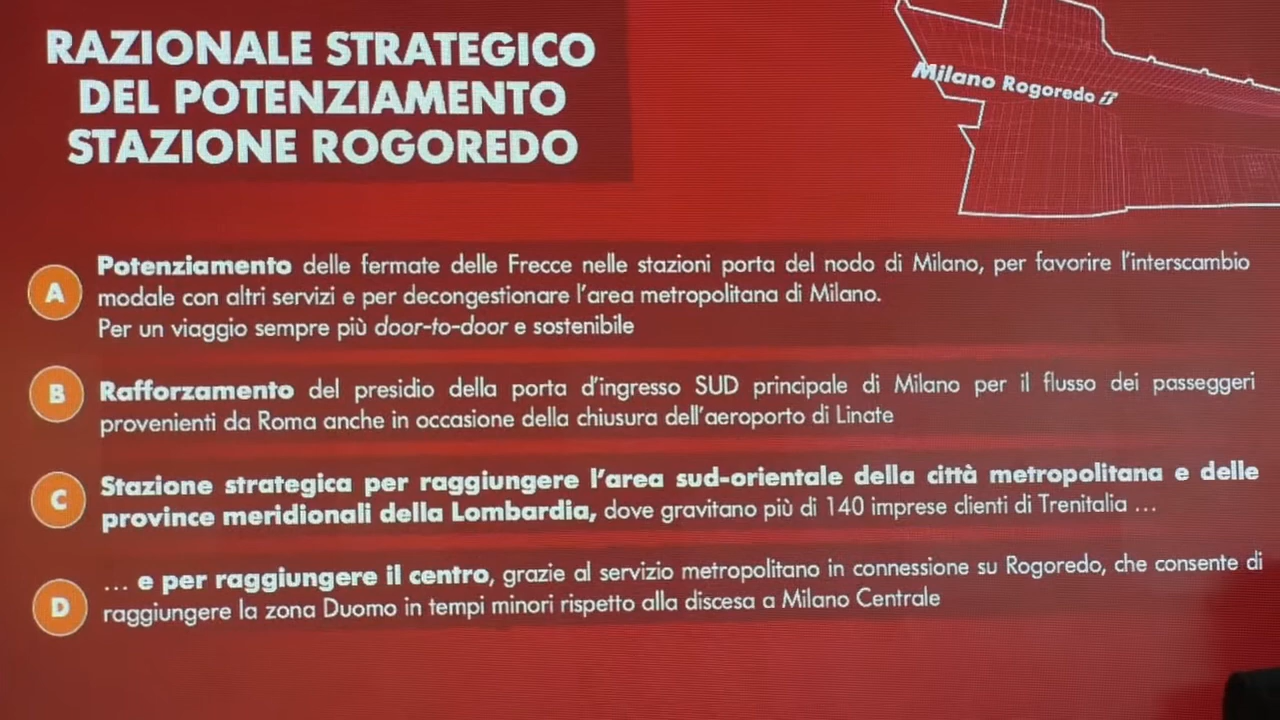 RAZIONALE STRATEGICO
DEL POTENZIAMENTO
STAZIONE ROGOREDO
Milano Rogoredo
A
Potenziamento delle fermate delle Frecce nelle stazioni porta del nodo di Milano, per favorire l'interscambio
modale con altri servizi e per decongestionare l'area metropolitana di Milano.
Per un viaggio sempre più door-to-door e sostenibile
B
Rafforzamento del presidio della porta d'ingresso SUD principale di Milano per il flusso dei passeggeri
provenienti da Roma anche in occasione della chiusura dell'aeroporto di Linate
C
Stazione strategica per raggiungere l'area sud-orientale della città metropolitana e delle
province meridionali della Lombardia, dove gravitano più di 140 imprese clienti di Trenitalia ...
D
... e per raggiungere il centro, grazie al servizio metropolitano in connessione su Rogoredo, che consente di
raggiungere la zona Duomo in tempi minori rispetto alla discesa a Milano Centrale